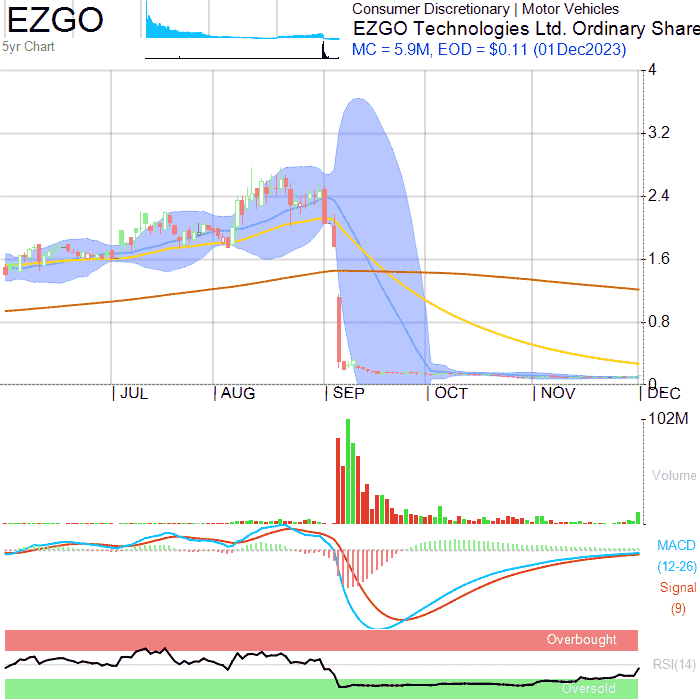 EZGO
5yr Chart
Consumer Discretionary | Motor Vehicles
EZGO Technologies Ltd. Ordinary Share
MC = 5.9M, EOD = $0.11 (01Dec2023)
4
3.2
2.4
1.6
0.8
0
JUL AUG SEP OCT NOV DEC
102M
Volume
MACD
(12-26)
Signal
(9)
Overbought
RSI(14)
Oversold